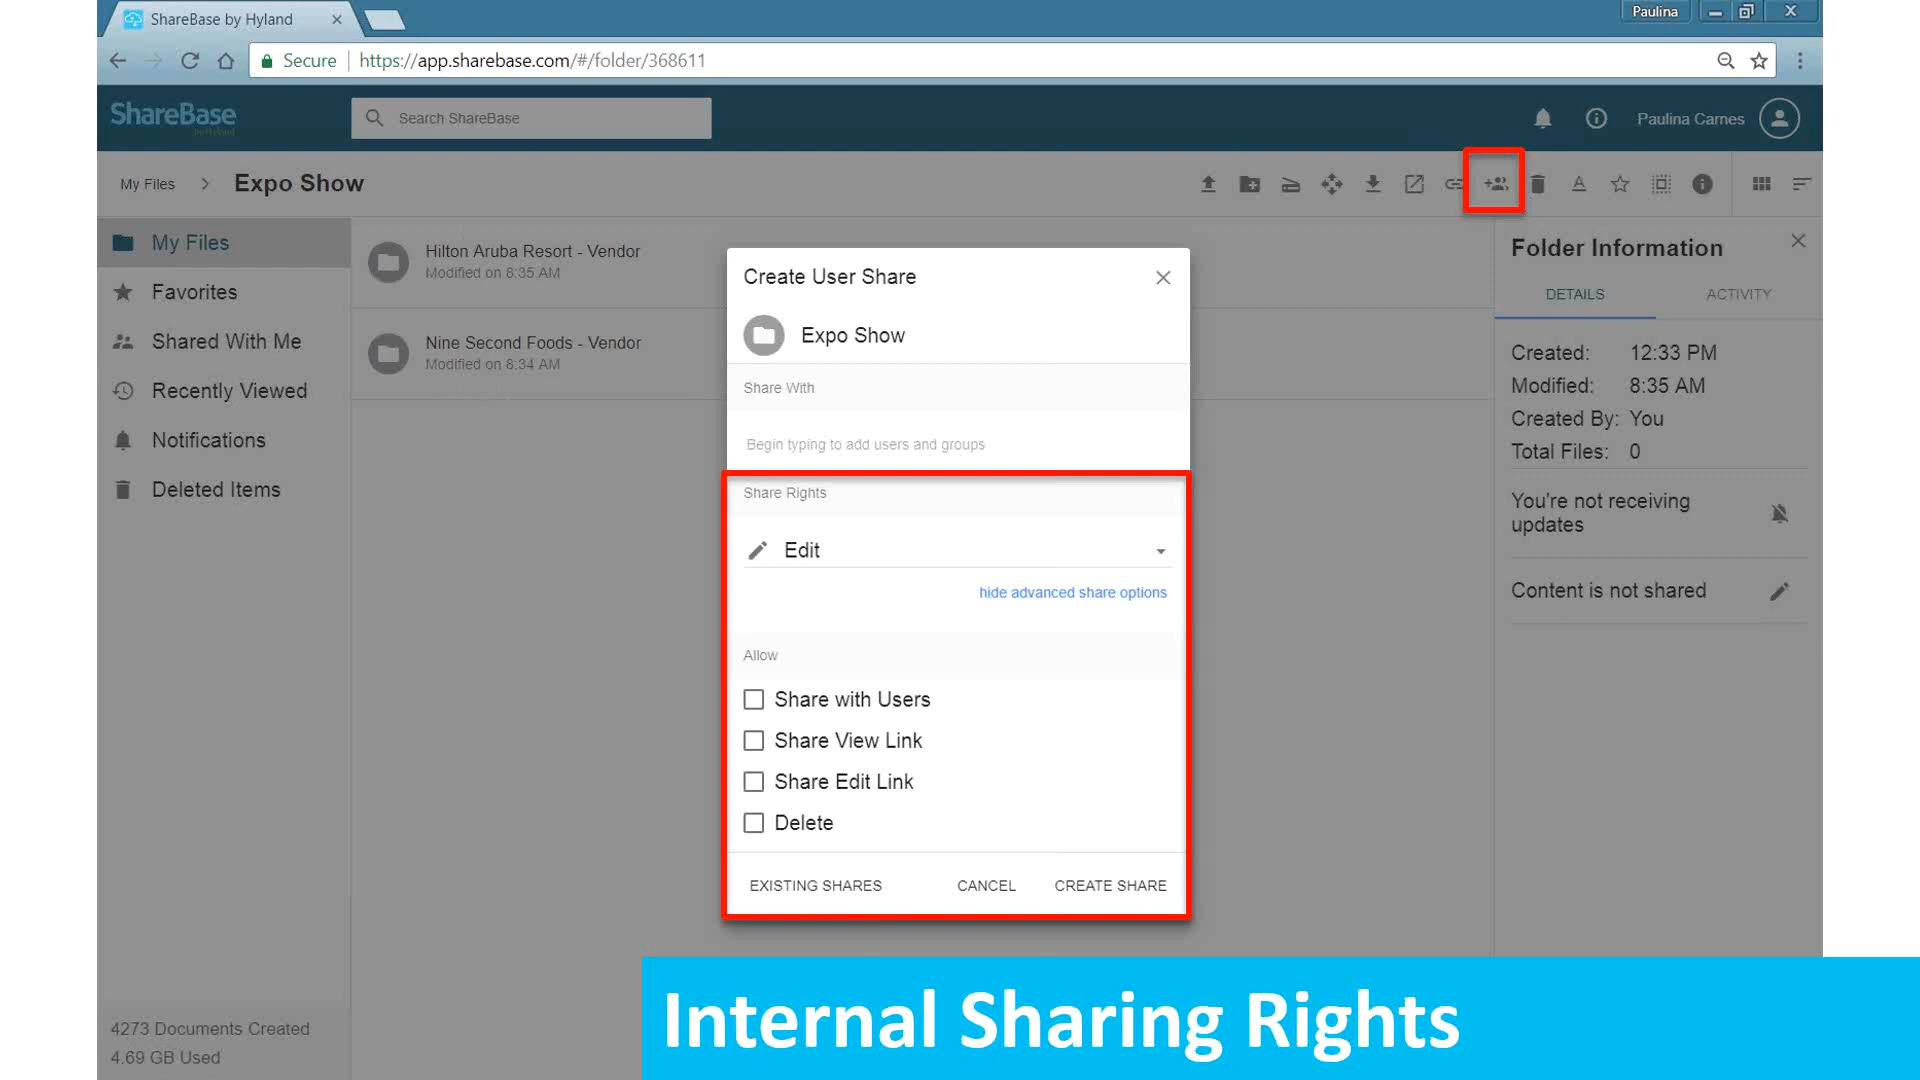 ShareBase by Hyland
Paulina
Secure
https://app.sharebase.com/#/folder/368611
ShareBase
by Hyland
Search ShareBase
Paulina Carnes
My Files
Expo Show
My Files
Favorites
Shared With Me
Recently Viewed
Notifications
Deleted Items
4273 Documents Created
4.69 GB Used
Hilton Aruba Resort - Vendor
Modified on 8:35 AM
Nine Second Foods - Vendor
Modified on 8:34 AM
Create User Share
Expo Show
Share With
Begin typing to add users and groups
Share Rights
Edit
hide advanced share options
Allow
Share with Users
Share View Link
Share Edit Link
Delete
EXISTING SHARES CANCEL CREATE SHARE
Folder Information
DETAILS ACTIVITY
Created: 12:33 PM
Modified: 8:35 AM
Created By: You
Total Files: 0
You're not receiving
updates
Content is not shared
Internal Sharing Rights